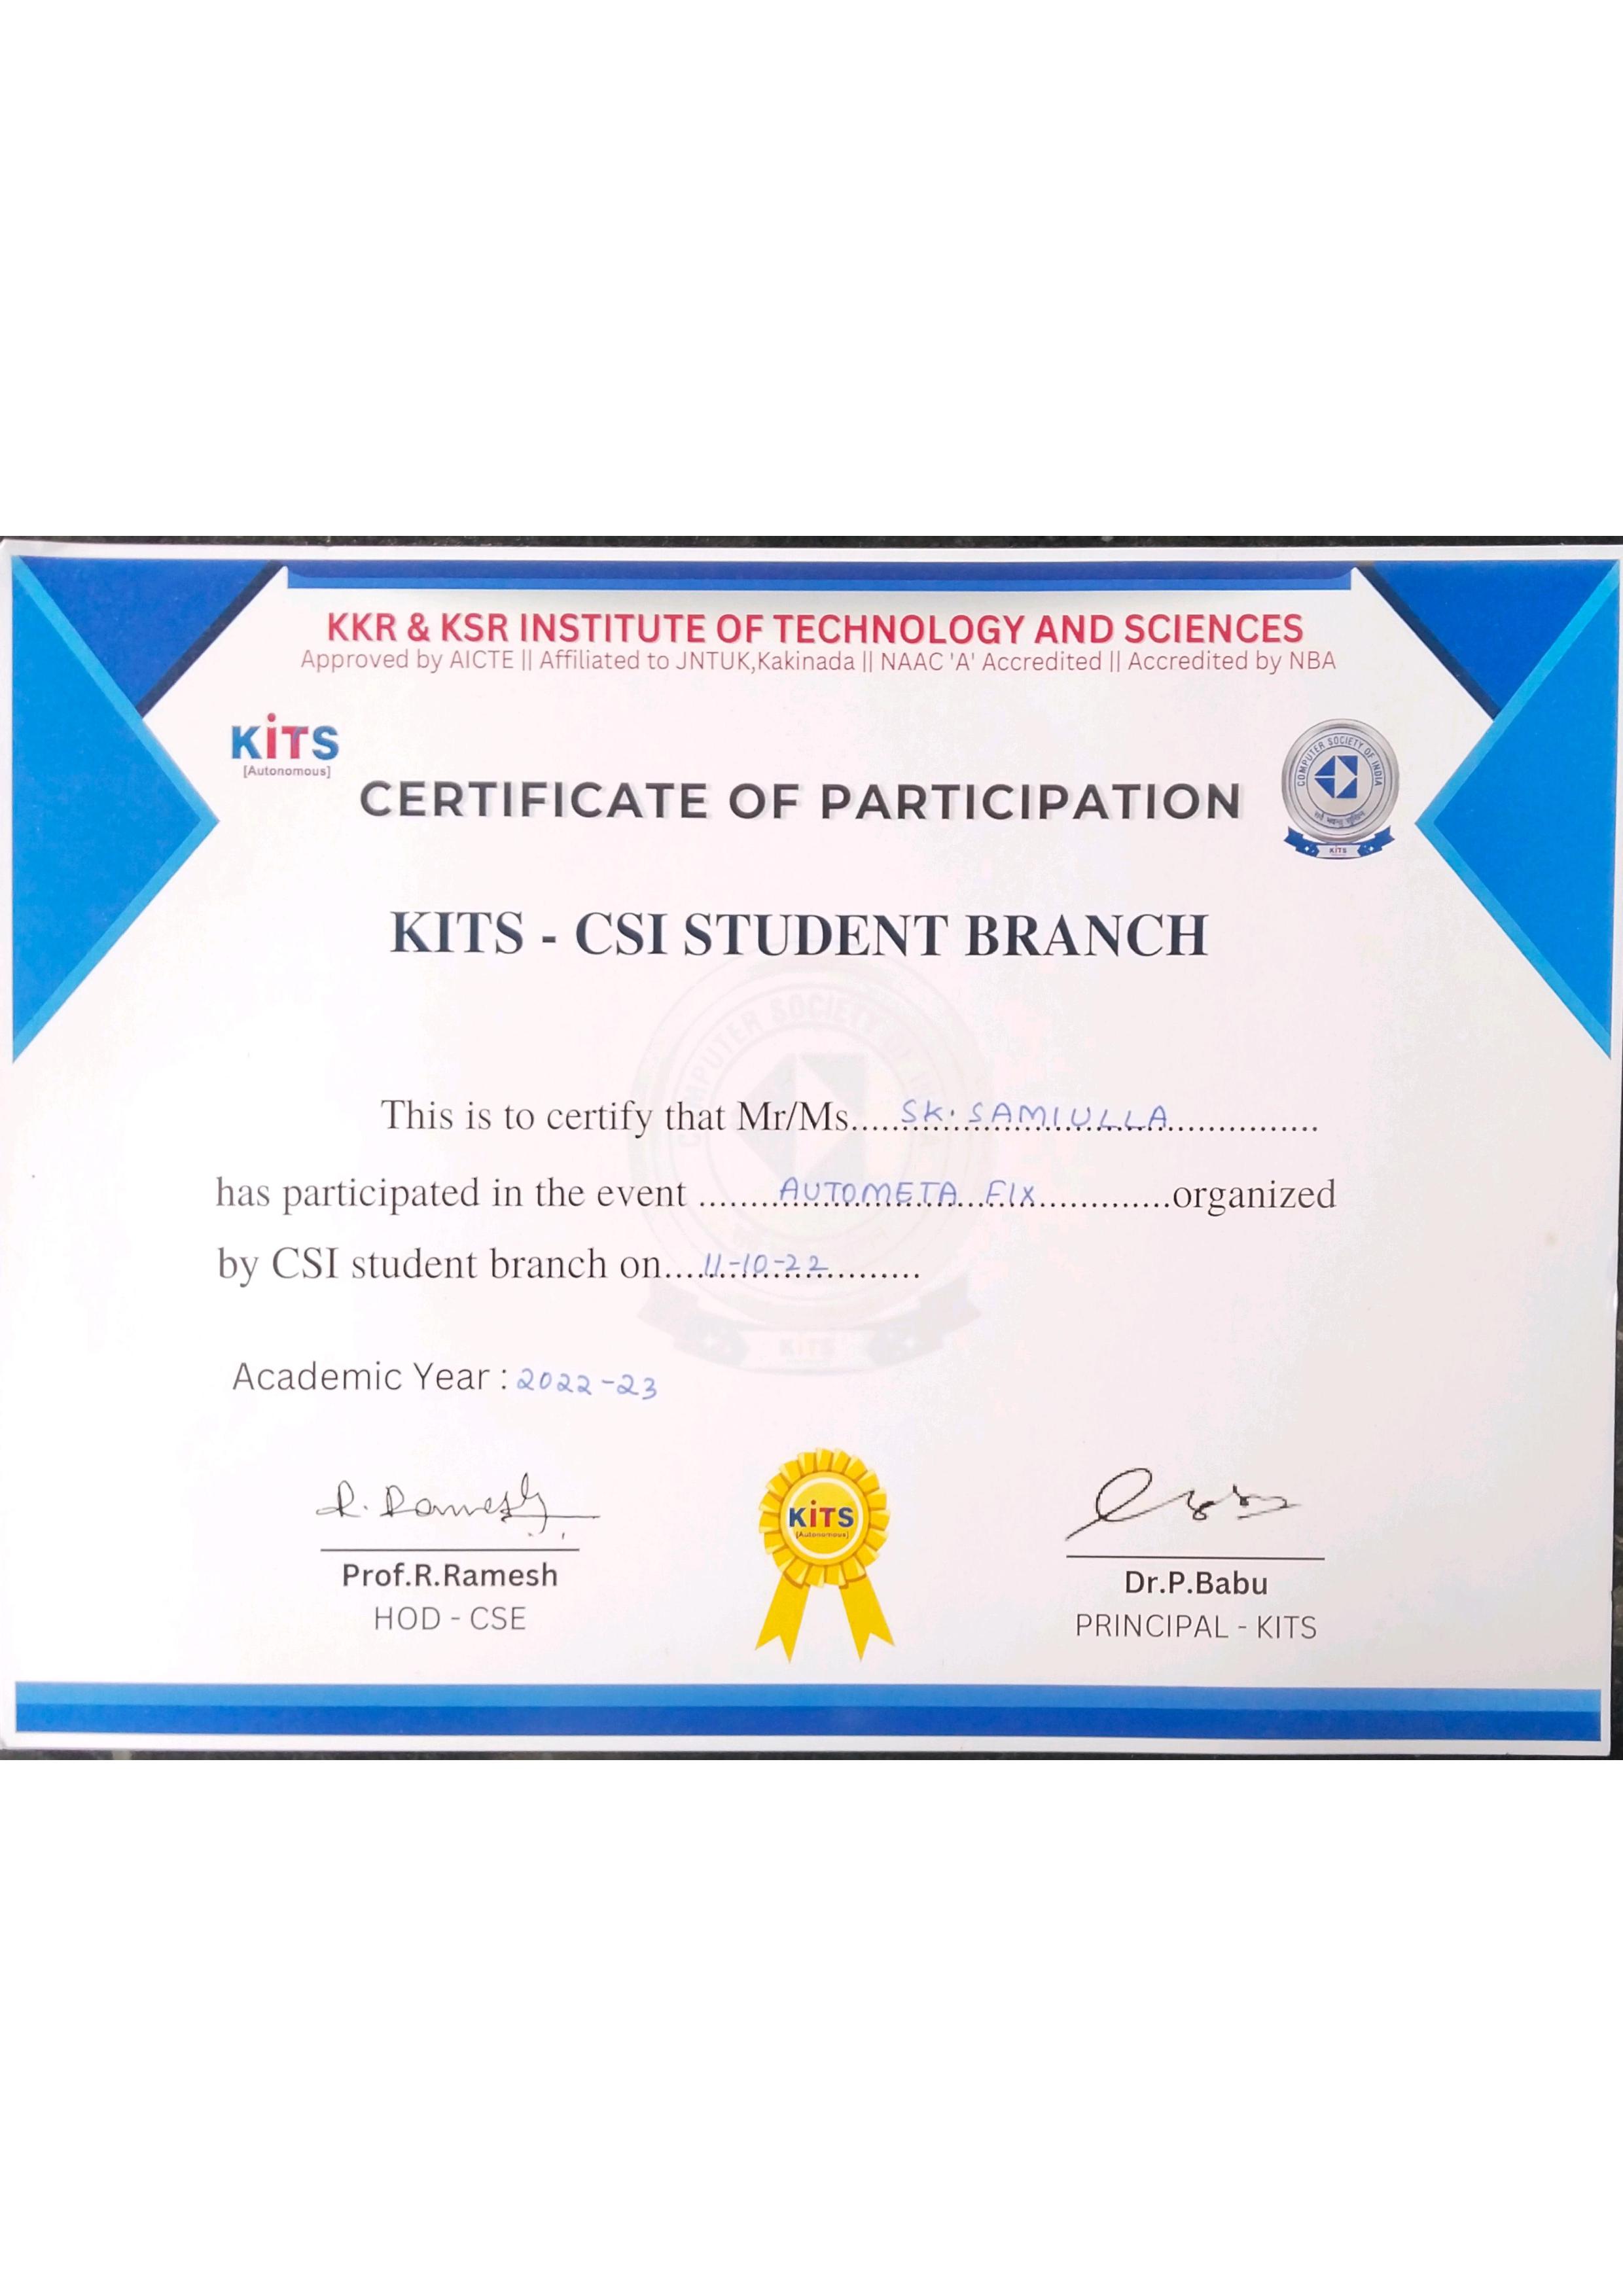 KKR & KSR INSTITUTE OF TECHNOLOGY AND SCIENCES
Approved by AICTE || Affiliated to JNTUK,Kakinada || NAAC 'A' Accredited || Accredited by NBA
KiTS
[Autonomous]
COMPUTER SOCIETY OF INDIA
KiTS
CERTIFICATE OF PARTICIPATION
KITS - CSI STUDENT BRANCH
This is to certify that Mr/Ms.....SK. SAMIULLA...............
has participated in the event ........AUTOMETA FIX.............organized
by CSI student branch on....11-10-22..........
Academic Year : 2022-23
R. Ramesh
KiTS
[Autonomous]
Prof.R.Ramesh
HOD - CSE
Dr.P.Babu
PRINCIPAL - KITS